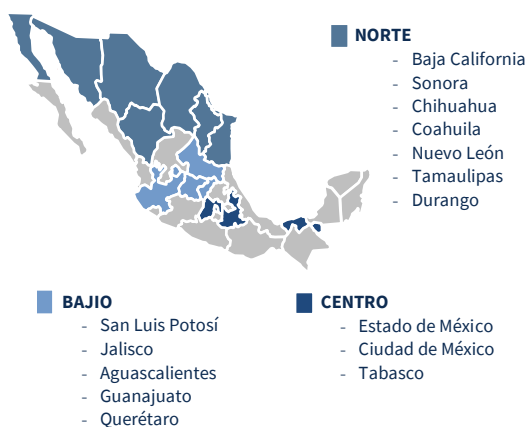 NORTE
- Baja California
- Sonora
- Chihuahua
- Coahuila
- Nuevo León
- Tamaulipas
- Durango
BAJIO
- San Luis Potosí
- Jalisco
- Aguascalientes
- Guanajuato
- Querétaro
CENTRO
- Estado de México
- Ciudad de México
- Tabasco